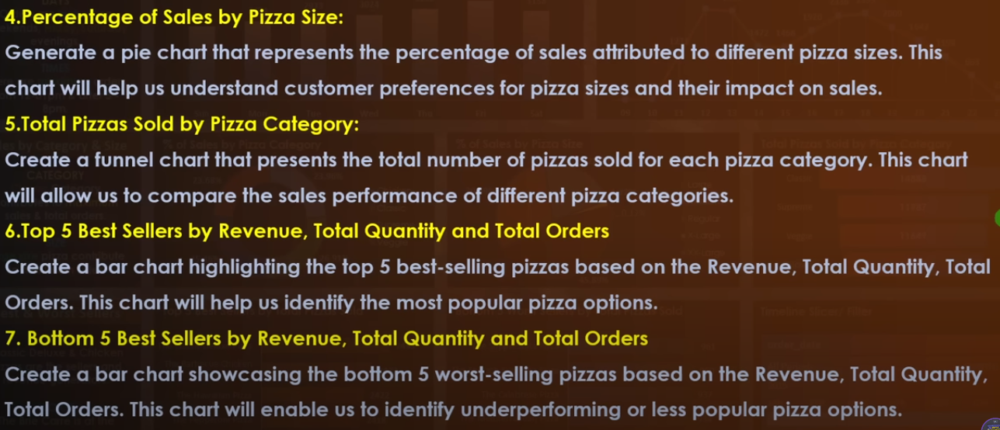 4.Percentage of Sales by Pizza Size:
Generate a pie chart that represents the percentage of sales attributed to different pizza sizes. This
chart will help us understand customer preferences for pizza sizes and their impact on sales.
5.Total Pizzas Sold by Pizza Category:
Create a funnel chart that presents the total number of pizzas sold for each pizza category. This chart
will allow us to compare the sales performance of different pizza categories.
6.Top 5 Best Sellers by Revenue, Total Quantity and Total Orders
Create a bar chart highlighting the top 5 best-selling pizzas based on the Revenue, Total Quantity, Total
Orders. This chart will help us identify the most popular pizza options.
7. Bottom 5 Best Sellers by Revenue, Total Quantity and Total Orders
Create a bar chart showcasing the bottom 5 worst-selling pizzas based on the Revenue, Total Quantity,
Total Orders. This chart will enable us to identify underperforming or less popular pizza options.